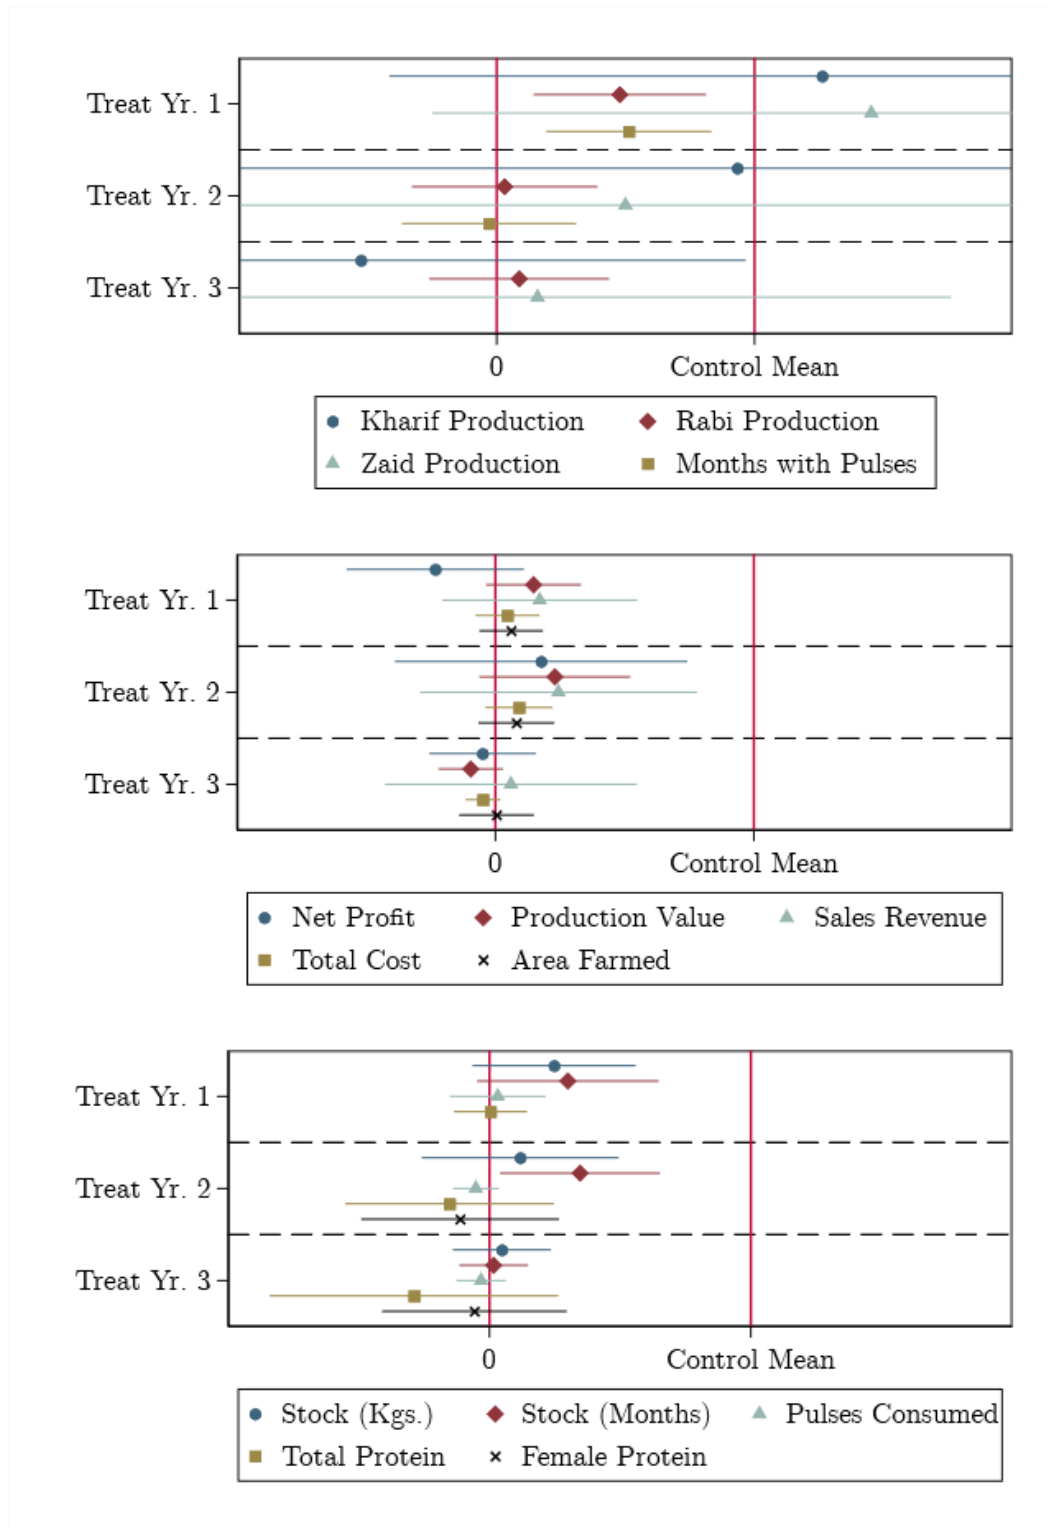 Treat Yr. 1
Treat Yr. 2
Treat Yr. 3
0 Control Mean
Kharif Production Rabi Production
Zaid Production Months with Pulses
Treat Yr. 1
Treat Yr. 2
Treat Yr. 3
0 Control Mean
Net Profit Production Value Sales Revenue
Total Cost Area Farmed
Treat Yr. 1
Treat Yr. 2
Treat Yr. 3
0 Control Mean
Stock (Kgs.) Stock (Months) Pulses Consumed
Total Protein Female Protein